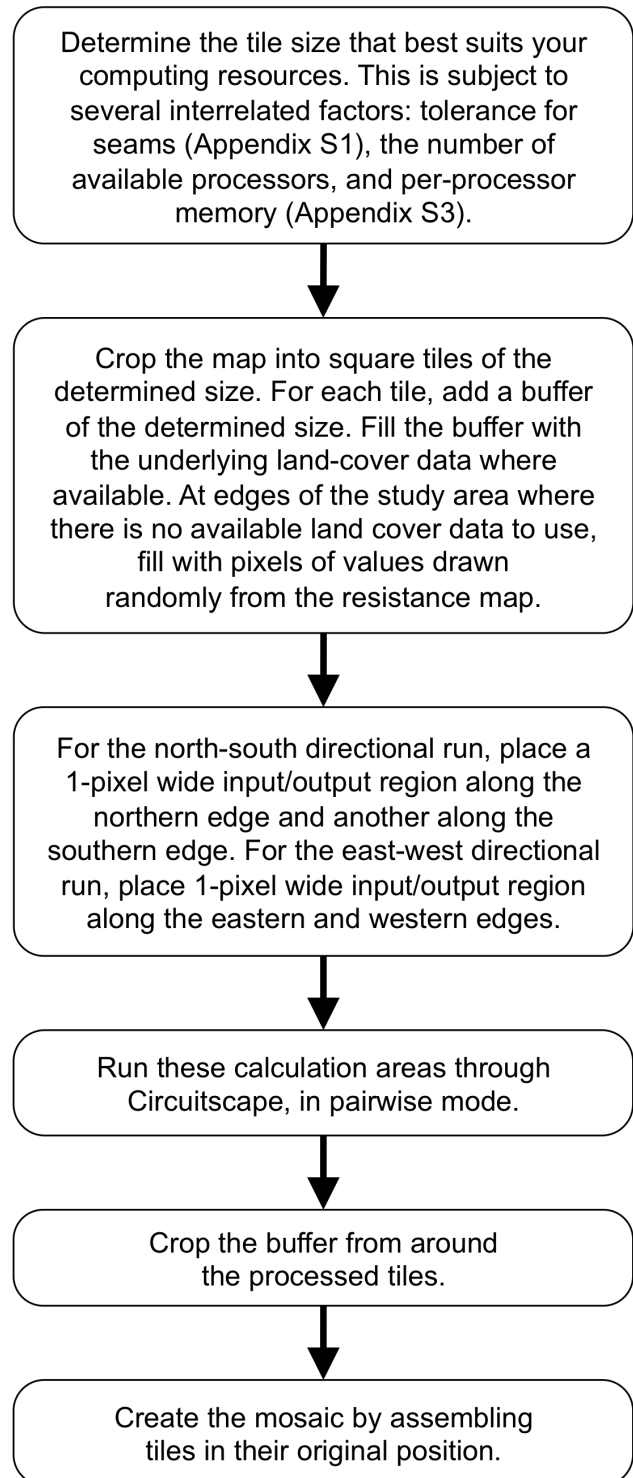 Determine the tile size that best suits your
computing resources. This is subject to
several interrelated factors: tolerance for
seams (Appendix S1), the number of
available processors, and per-processor
memory (Appendix S3).
Crop the map into square tiles of the
determined size. For each tile, add a buffer
of the determined size. Fill the buffer with
the underlying land-cover data where
available. At edges of the study area where
there is no available land cover data to use,
fill with pixels of values drawn
randomly from the resistance map.
For the north-south directional run, place a
1-pixel wide input/output region along the
northern edge and another along the
southern edge. For the east-west directional
run, place 1-pixel wide input/output region
along the eastern and western edges.
Run these calculation areas through
Circuitscape, in pairwise mode.
Crop the buffer from around
the processed tiles.
Create the mosaic by assembling
tiles in their original position.